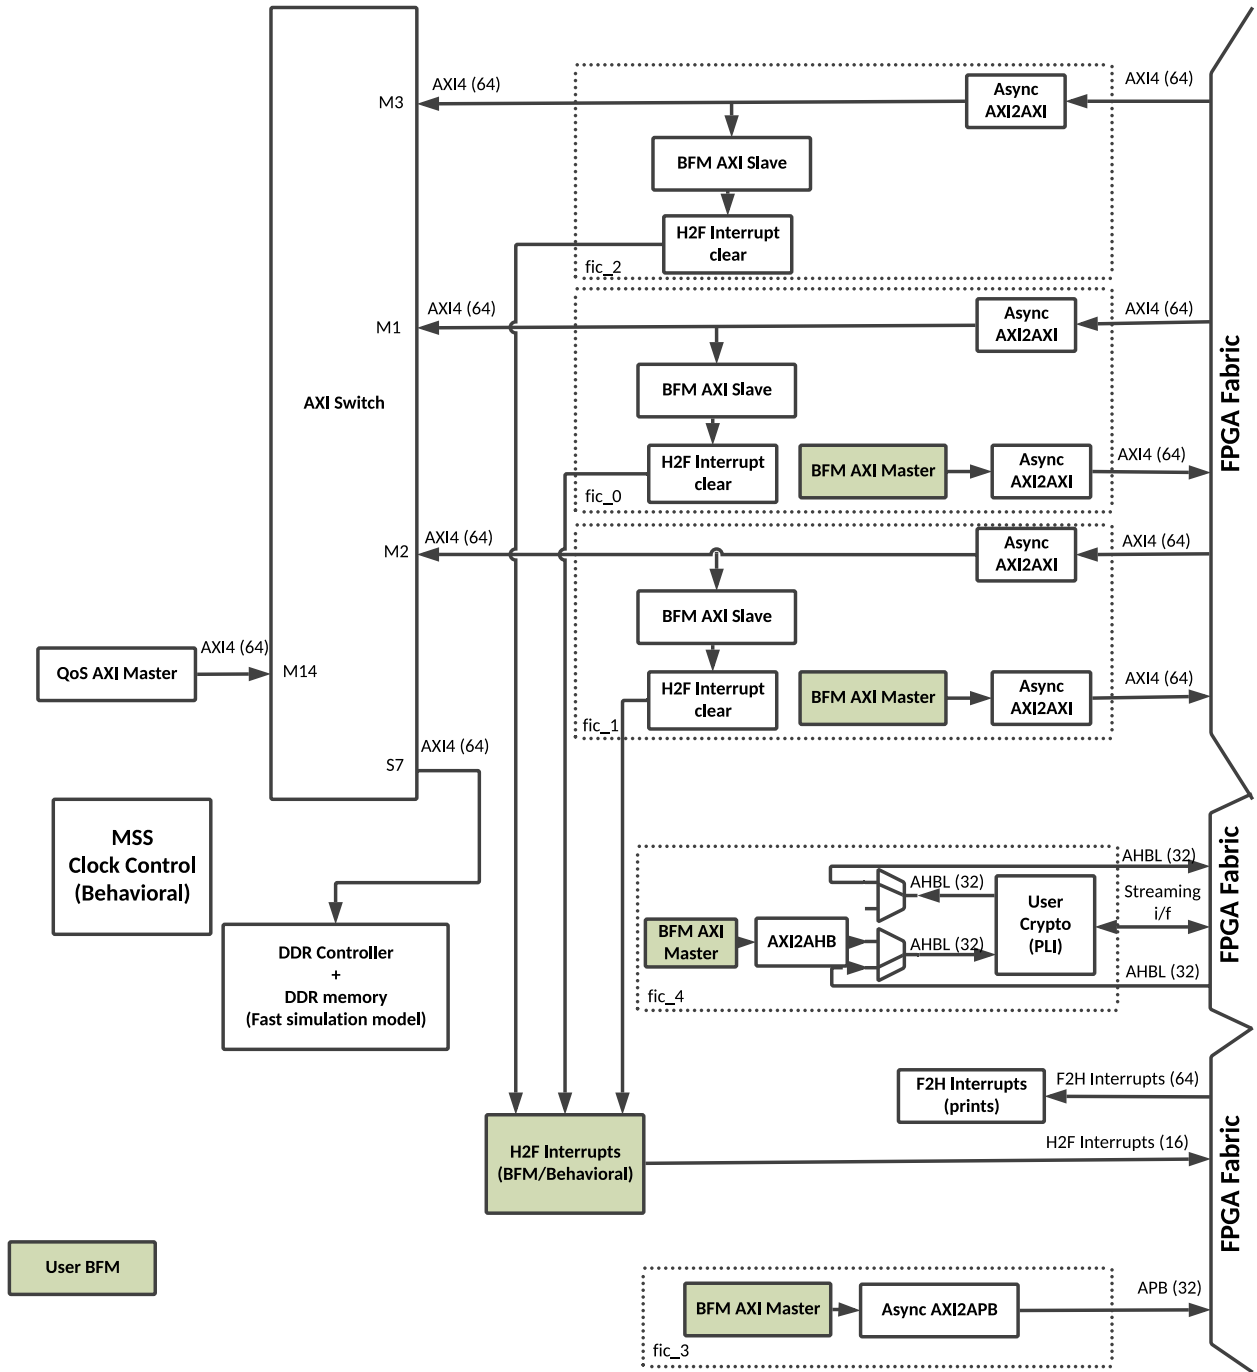 AXI4 (64)
M3
Async
AXI2AXI
AXI4 (64)
BFM AXI Slave
H2F Interrupt
clear
fic_2
AXI4 (64)
M1
Async
AXI2AXI
AXI4 (64)
BFM AXI Slave
AXI Switch
H2F Interrupt
clear
BFM AXI Master
Async
AXI2AXI
AXI4 (64)
fic_0
FPGA Fabric
AXI4 (64)
M2
Async
AXI2AXI
AXI4 (64)
BFM AXI Slave
QoS AXI Master
AXI4 (64)
M14
H2F Interrupt
clear
BFM AXI Master
Async
AXI2AXI
AXI4 (64)
fic_1
S7
AXI4 (64)
MSS
Clock Control
(Behavioral)
DDR Controller
+
DDR memory
(Fast simulation model)
AHBL (32)
AHBL (32)
User
Crypto
(PLI)
Streaming
i/f
BFM AXI
Master
AXI2AHB
AHBL (32)
AHBL (32)
fic_4
FPGA Fabric
F2H Interrupts
(prints)
F2H Interrupts (64)
H2F Interrupts
(BFM/Behavioral)
H2F Interrupts (16)
FPGA Fabric
User BFM
BFM AXI Master
Async AXI2APB
APB (32)
fic_3